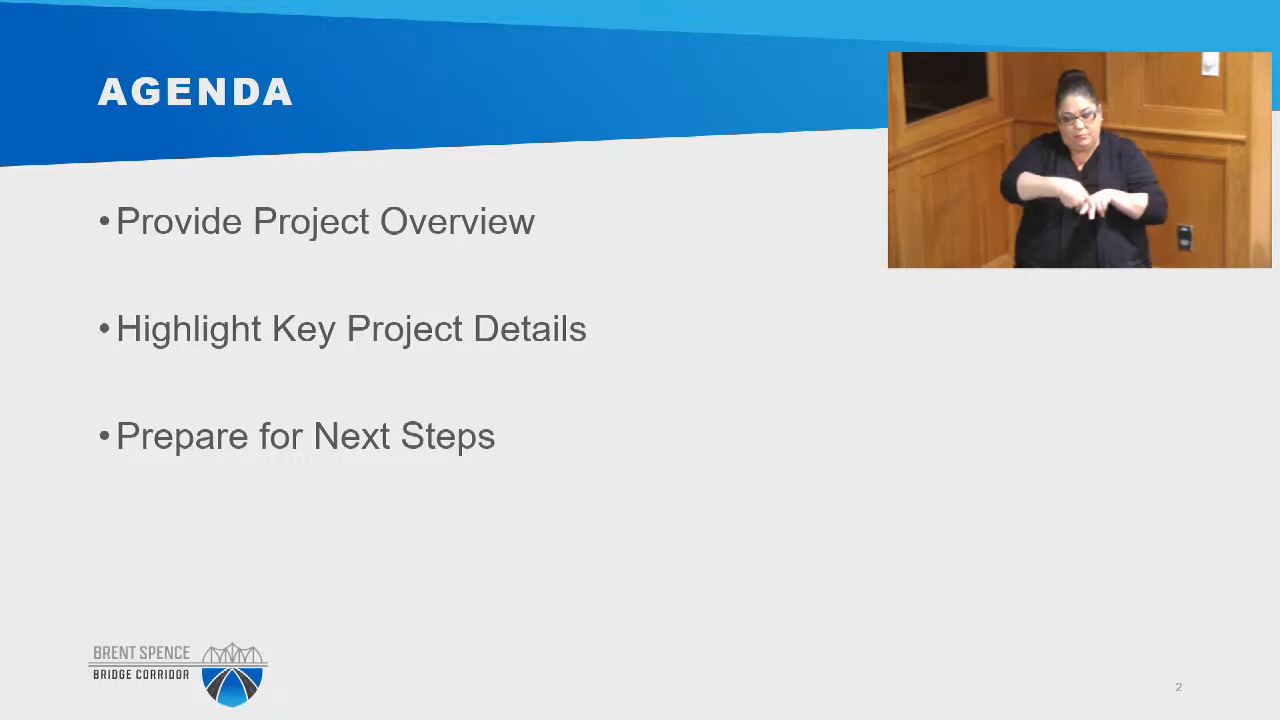 AGENDA
• Provide Project Overview
• Highlight Key Project Details
• Prepare for Next Steps
BRENT SPENCE
BRIDGE CORRIDOR
2